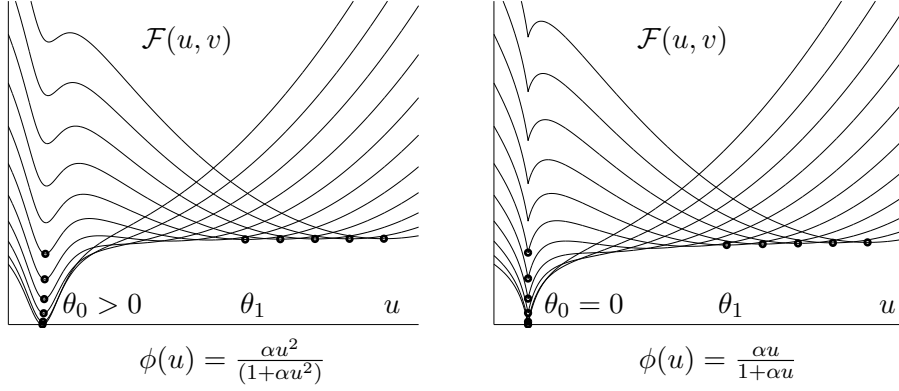 𝓕(u, v) 𝓕(u, v)
θ₀ > 0 θ₁ u θ₀ = 0 θ₁ u
ϕ(u) = αu²/(1+αu²) ϕ(u) = αu/1+αu